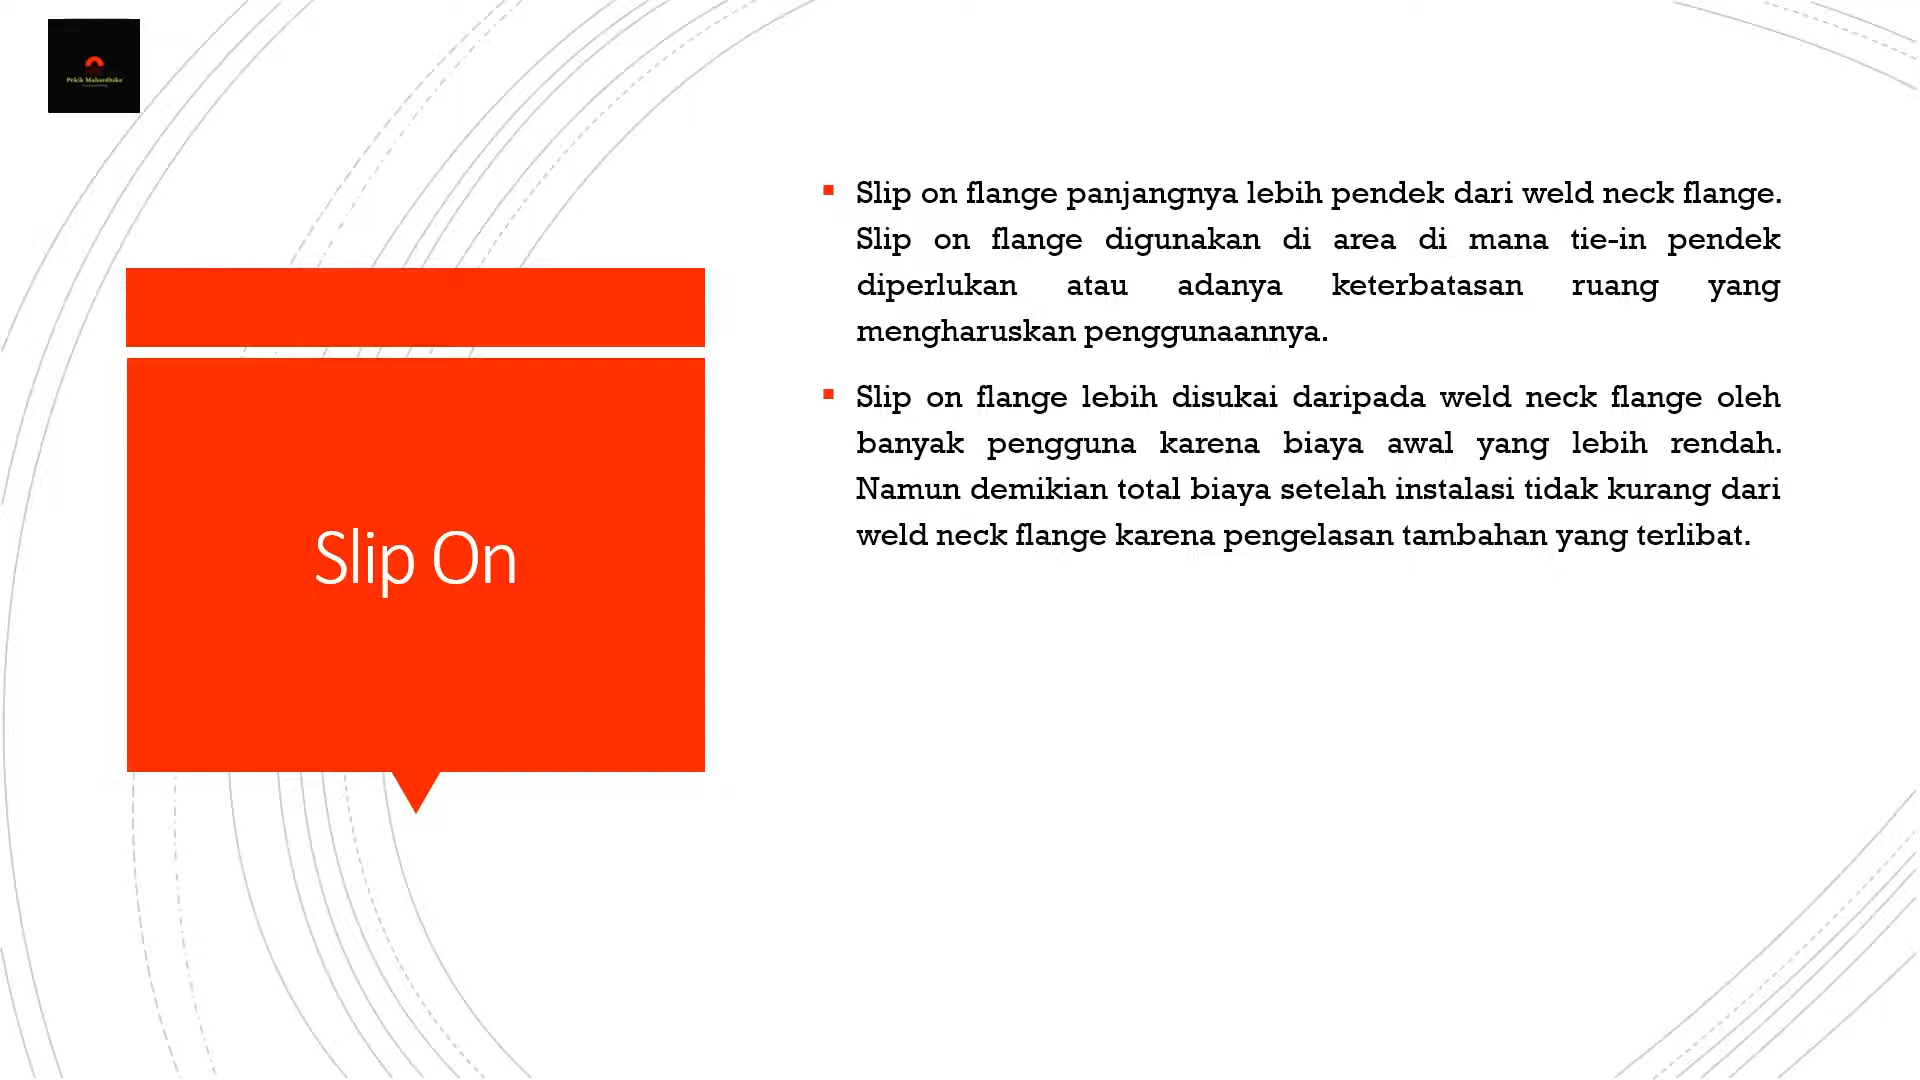 Pekik Mahardhika
Slip On
Slip on flange panjangnya lebih pendek dari weld neck flange.
Slip on flange digunakan di area di mana tie-in pendek
diperlukan atau adanya keterbatasan ruang yang
mengharuskan penggunaannya.
Slip on flange lebih disukai daripada weld neck flange oleh
banyak pengguna karena biaya awal yang lebih rendah.
Namun demikian total biaya setelah instalasi tidak kurang dari
weld neck flange karena pengelasan tambahan yang terlibat.